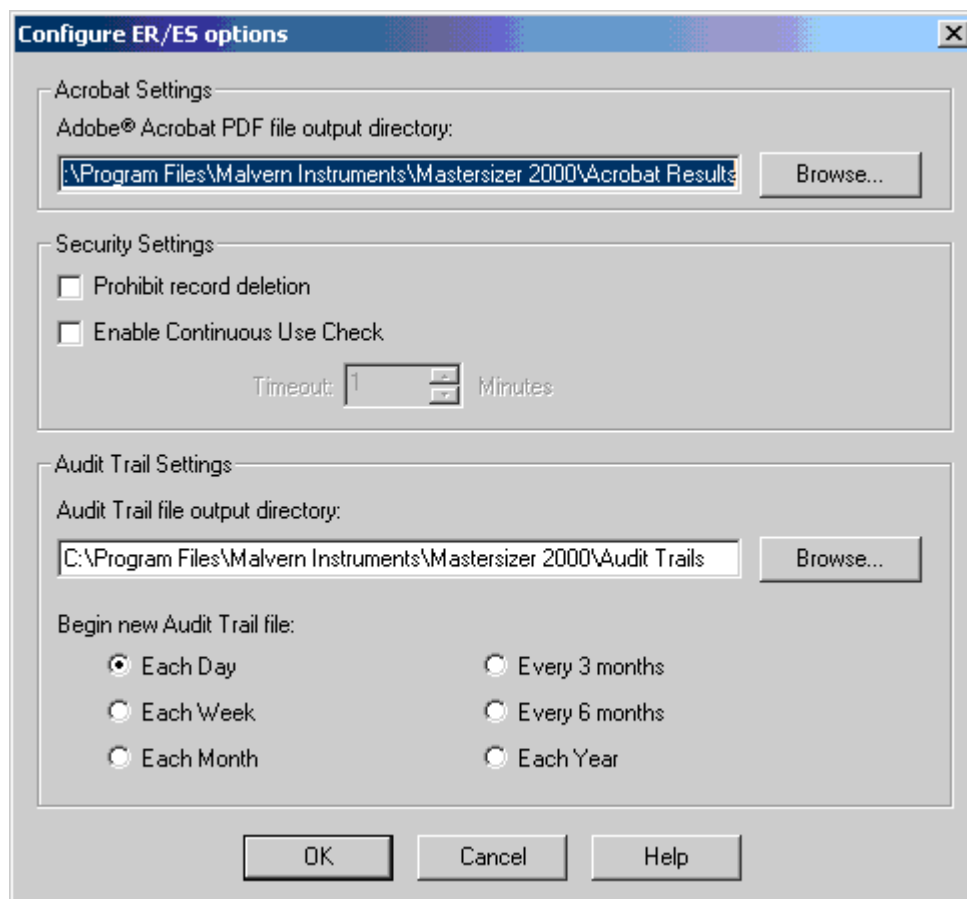 Configure ER/ES options
Acrobat Settings
Adobe® Acrobat PDF file output directory:
:\Program Files\Malvern Instruments\Mastersizer 2000\Acrobat Results
Browse...
Security Settings
Prohibit record deletion
Enable Continuous Use Check
Timeout: 1 Minutes
Audit Trail Settings
Audit Trail file output directory:
C:\Program Files\Malvern Instruments\Mastersizer 2000\Audit Trails
Browse...
Begin new Audit Trail file:
Each Day
Every 3 months
Each Week
Every 6 months
Each Month
Each Year
OK
Cancel
Help